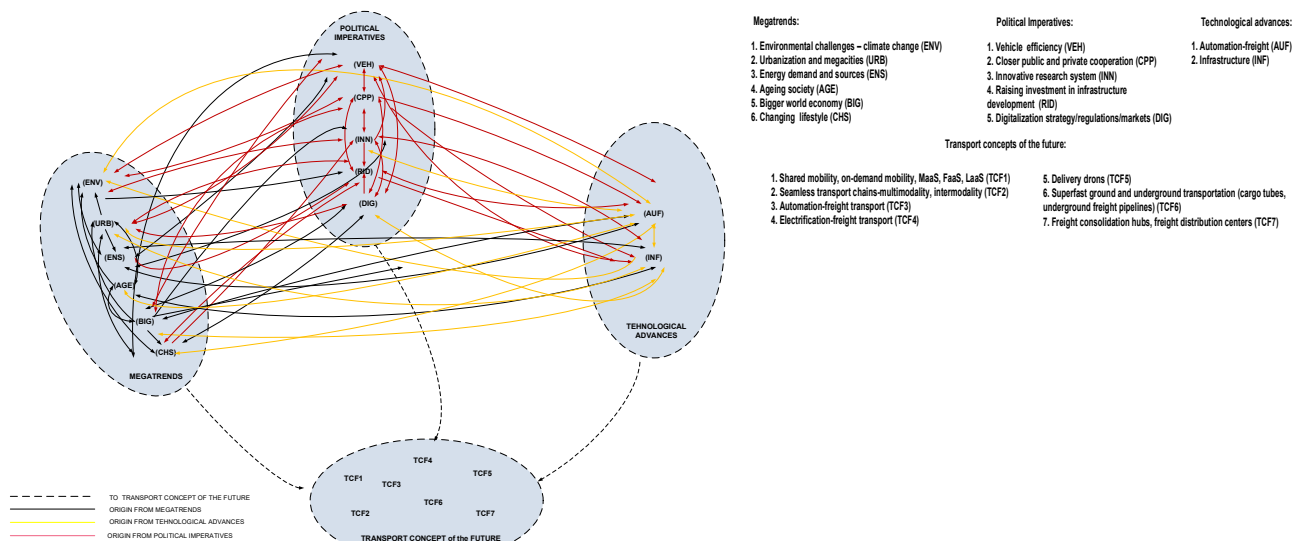 POLITICAL
IMPERATIVES
(VEH)
(CPP)
(INN)
(RID)
(DIG)
(ENV)
(URB)
(ENS)
(AGE)
(BIG)
(CHS)
MEGATRENDS
(AUF)
(INF)
TEHNOLOGICAL
ADVANCES
TCF4
TCF1
TCF3
TCF5
TCF6
TCF2
TCF7
TRANSPORT CONCEPT of the FUTURE
TO TRANSPORT CONCEPT OF THE FUTURE
ORIGIN FROM MEGATRENDS
ORIGIN FROM TEHNOLOGICAL ADVANCES
ORIGIN FROM POLITICAL IMPERATIVES
Megatrends:
1. Environmental challenges – climate change (ENV)
2. Urbanization and megacities (URB)
3. Energy demand and sources (ENS)
4. Ageing society (AGE)
5. Bigger world economy (BIG)
6. Changing lifestyle (CHS)
Political Imperatives:
1. Vehicle efficiency (VEH)
2. Closer public and private cooperation (CPP)
3. Innovative research system (INN)
4. Raising investment in infrastructure
development (RID)
5. Digitalization strategy/regulations/markets (DIG)
Technological advances:
1. Automation-freight (AUF)
2. Infrastructure (INF)
Transport concepts of the future:
1. Shared mobility, on-demand mobility, MaaS, FaaS, LaaS (TCF1)
2. Seamless transport chains-multimodality, intermodality (TCF2)
3. Automation-freight transport (TCF3)
4. Electrification-freight transport (TCF4)
5. Delivery drons (TCF5)
6. Superfast ground and underground transportation (cargo tubes,
underground freight pipelines) (TCF6)
7. Freight consolidation hubs, freight distribution centers (TCF7)